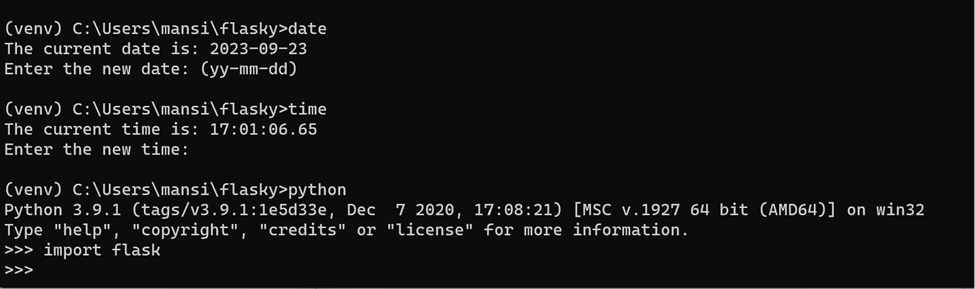 (venv) C:\Users\mansi\flasky>date
The current date is: 2023-09-23
Enter the new date: (yy-mm-dd)
(venv) C:\Users\mansi\flasky>time
The current time is: 17:01:06.65
Enter the new time:
(venv) C:\Users\mansi\flasky>python
Python 3.9.1 (tags/v3.9.1:1e5d33e, Dec  7 2020, 17:08:21) [MSC v.1927 64 bit (AMD64)] on win32
Type "help", "copyright", "credits" or "license" for more information.
>>> import flask
>>>